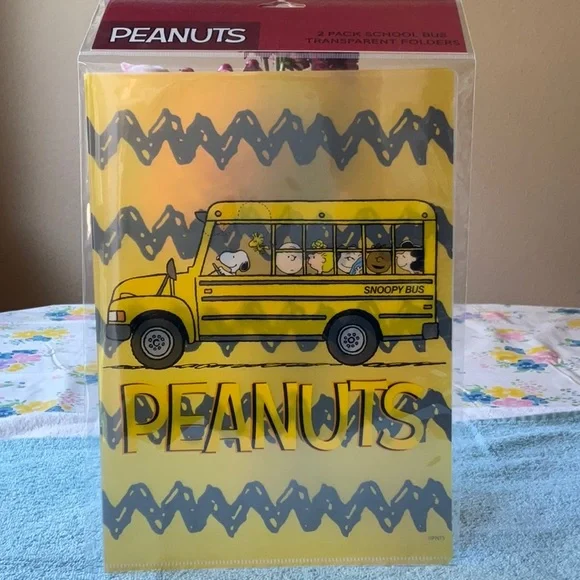 PEANUTS
2 PACK SCHOOL BUS
TRANSPARENT FOLDERS
SNOOPY BUS
PEANUTS